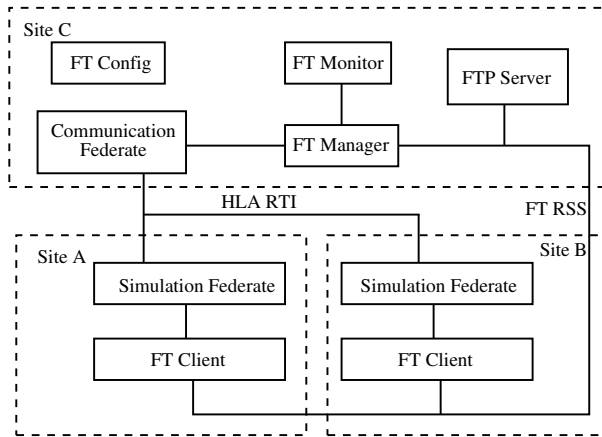 Site C
FT Config
FT Monitor
FTP Server
Communication
Federate
FT Manager
HLA RTI
FT RSS
Site A
Site B
Simulation Federate
Simulation Federate
FT Client
FT Client